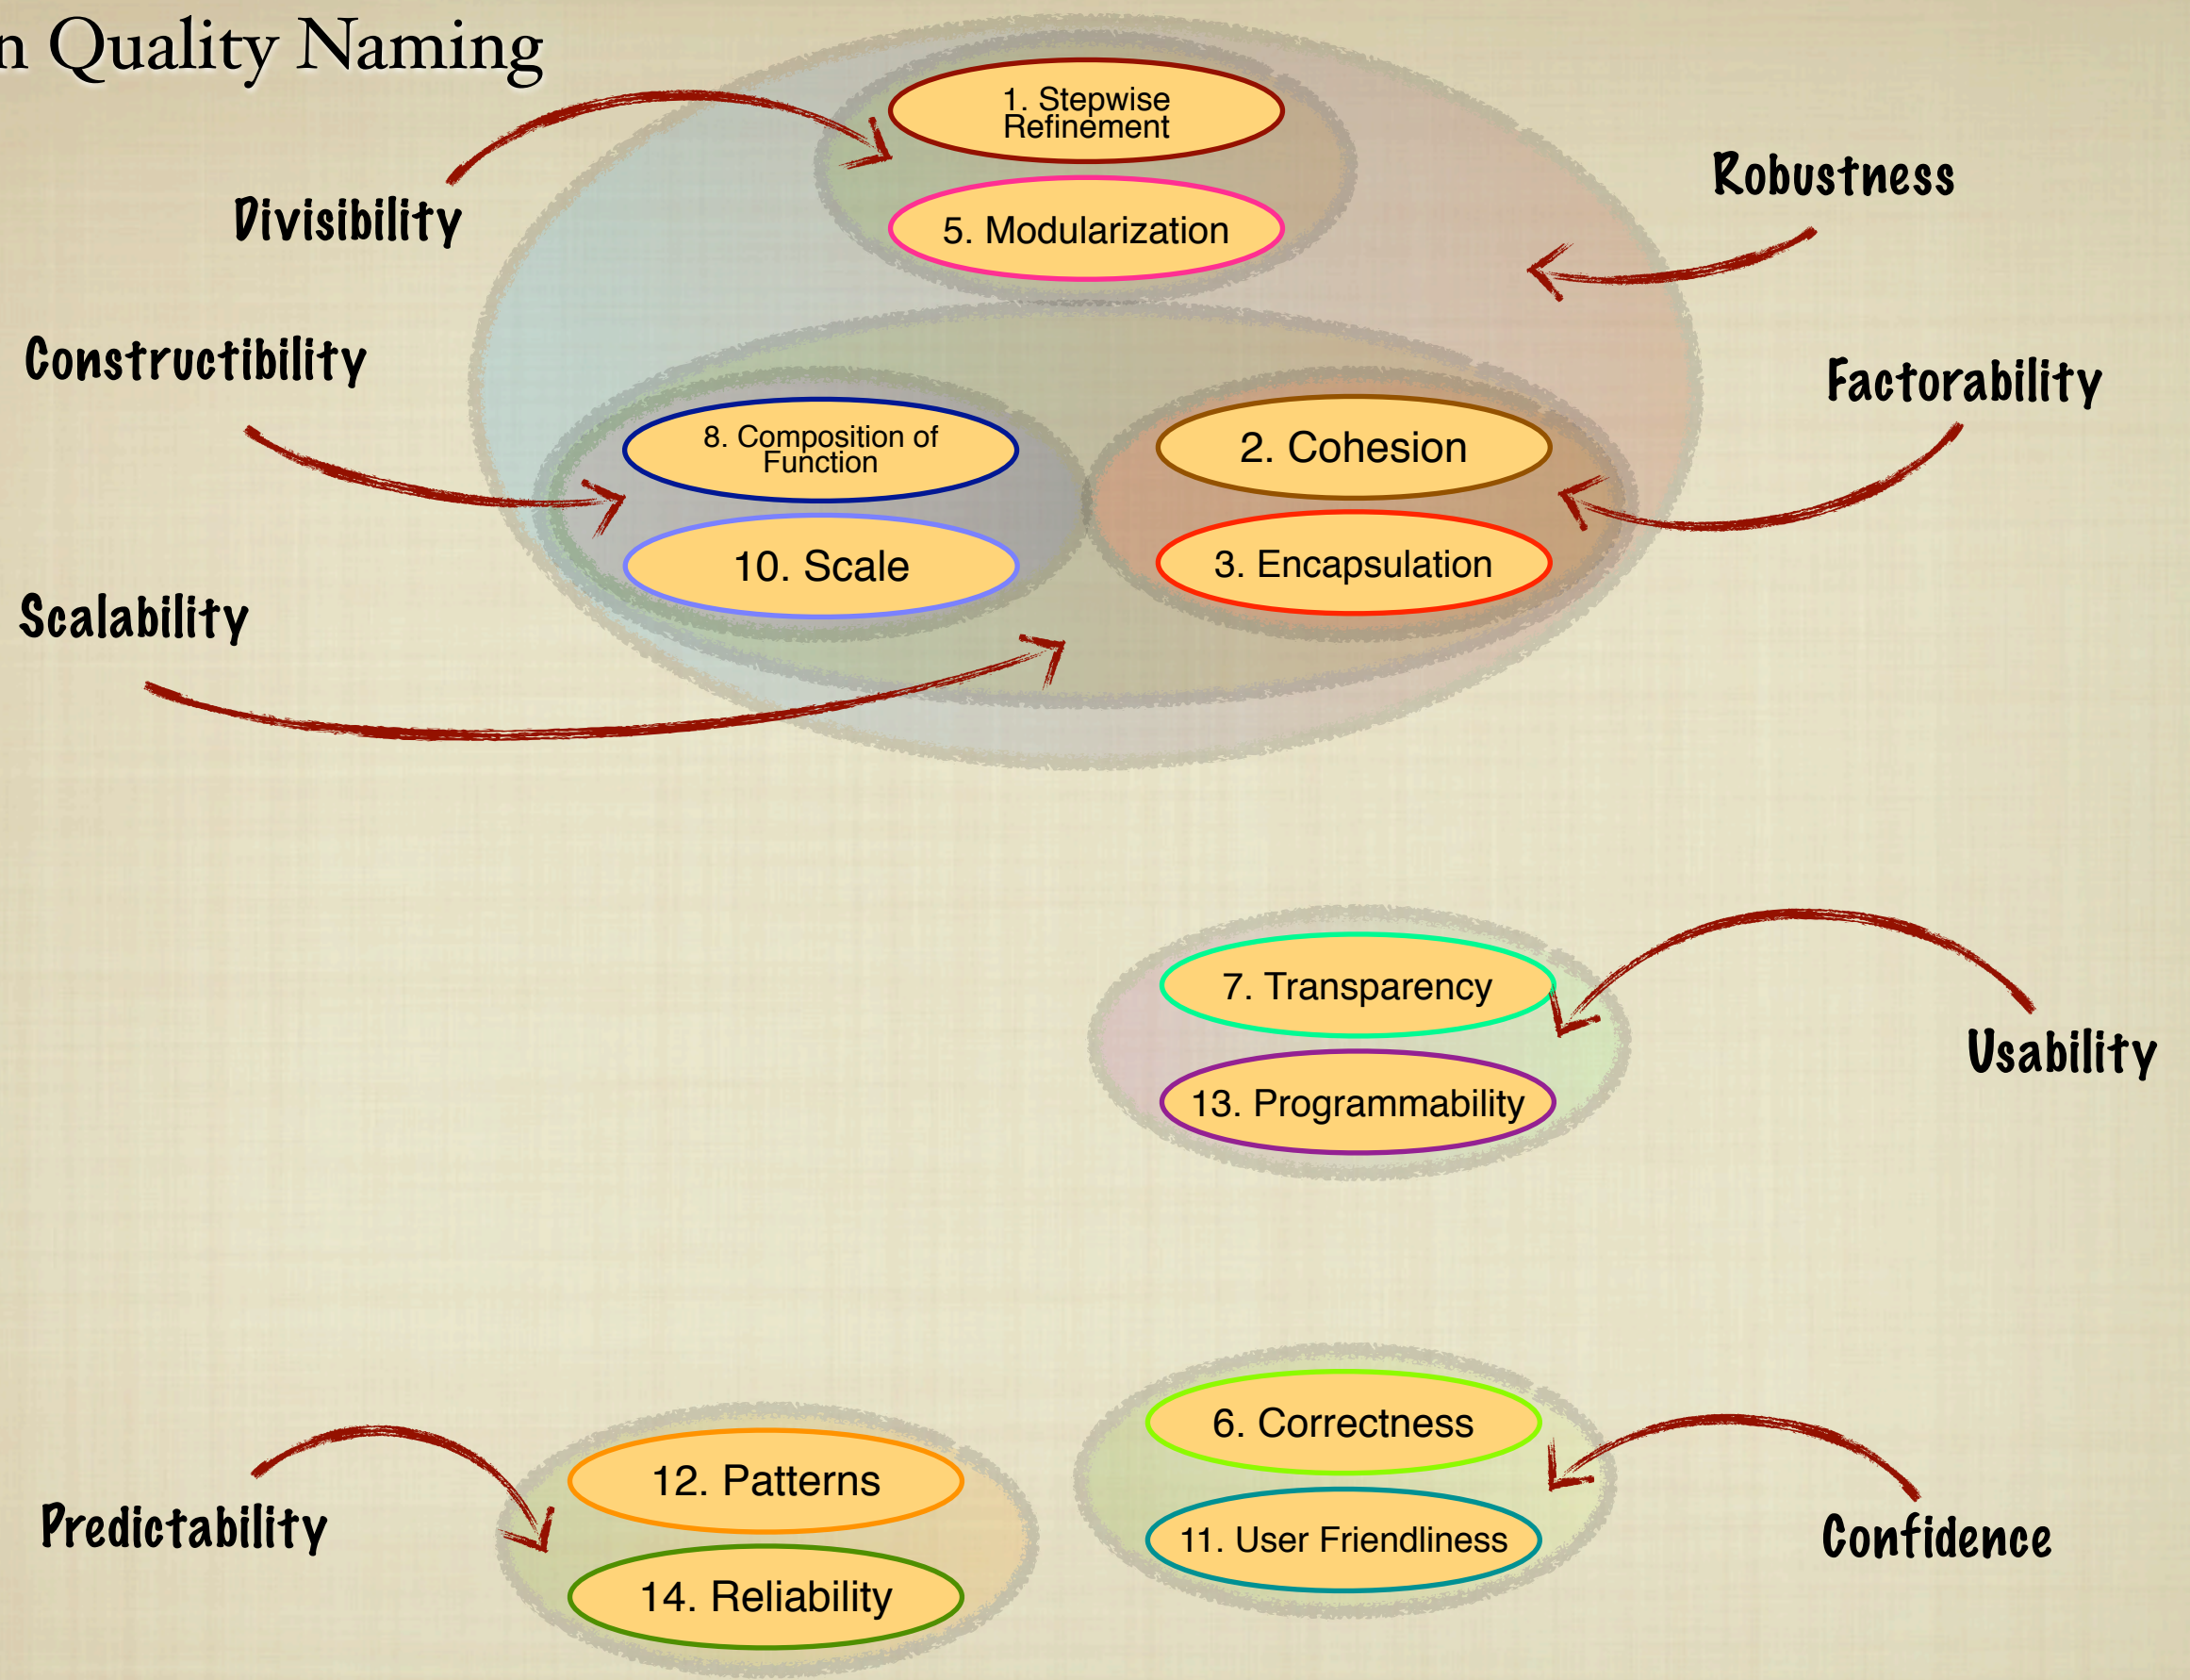 n Quality Naming
1. Stepwise
Refinement
5. Modularization
Divisibility
Robustness
Constructibility
Factorability
8. Composition of
Function
2. Cohesion
10. Scale
3. Encapsulation
Scalability
7. Transparency
13. Programmability
Usability
6. Correctness
12. Patterns
11. User Friendliness
Predictability
Confidence
14. Reliability